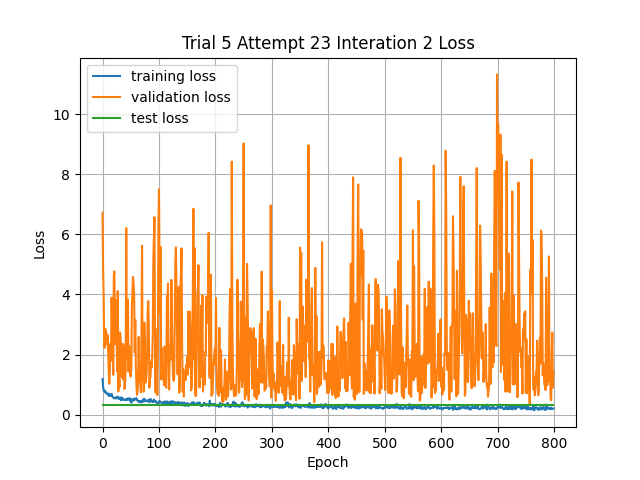 Trial 5 Attempt 23 Interation 2 Loss
training loss
validation loss
test loss
Loss
10
8
6
4
2
0
0 100 200 300 400 500 600 700 800
Epoch